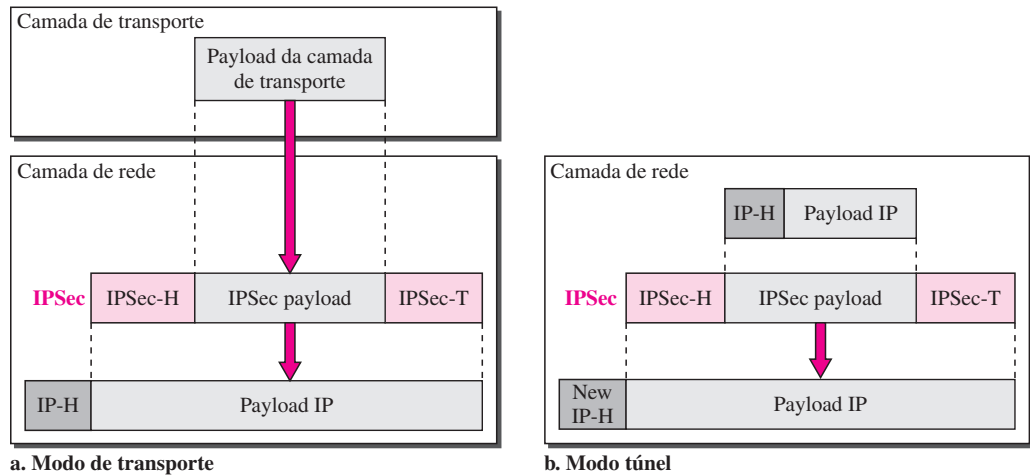 Camada de transporte
Payload da camada
de transporte
Camada de rede
IPSec
IPSec-H
IPSec payload
IPSec-T
IP-H
Payload IP
a. Modo de transporte
Camada de rede
IP-H
Payload IP
IPSec
IPSec-H
IPSec payload
IPSec-T
New
IP-H
Payload IP
b. Modo túnel